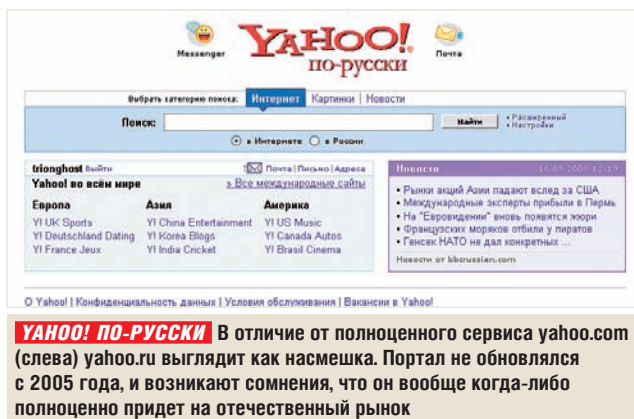 Messenger
YAHOO!
по-русски
Почта
Выбрать категорию поиска: Интернет Картинки | Новости
Поиск: Найти
• Расширенный
• Настройки
в Интернете в России
trionghost Выйти Почта | Письмо | Адреса
Yahoo! во всём мире > Все международные сайты
Европа Азия Америка
Y! UK Sports Y! China Entertainment Y! US Music
Y! Deutschland Dating Y! Korea Blogs Y! Canada Autos
Y! France Jeux Y! India Cricket Y! Brasil Cinema
Новости
• Рынки акций Азии падают вслед за США
• Международные эксперты прибыли в Пермь
• На "Евровидении" вновь появятся жюри
• Французских моряков отбили у пиратов
• Генсек НАТО не дал конкретных ...
Новости от bbcrussian.com
О Yahoo! | Конфиденциальность данных | Условия обслуживания | Вакансии в Yahoo!
YAHOO! ПО-РУССКИ В отличие от полноценного сервиса yahoo.com
(слева) yahoo.ru выглядит как насмешка. Портал не обновлялся
с 2005 года, и возникают сомнения, что он вообще когда-либо
полноценно придет на отечественный рынок